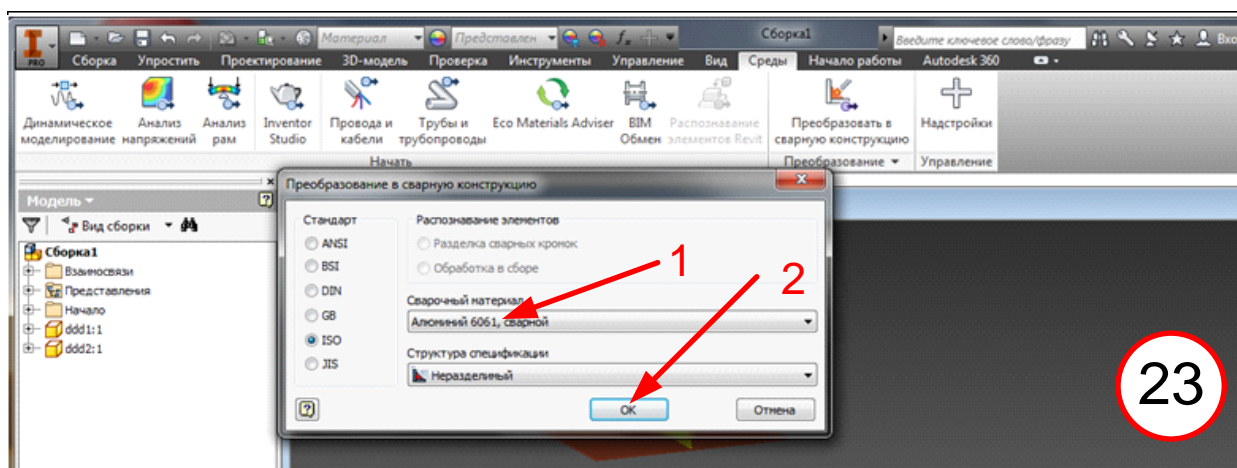 PRO
Материал
Представлен
Сборка1
Введите ключевое слово/фразу
Сборка Упростить Проектирование 3D-модель Проверка Инструменты Управление Вид Среды Начало работы Autodesk 360
Динамическое моделирование
Анализ напряжений
Анализ рам
Inventor Studio
Провода и кабели
Трубы и трубопроводы
Eco Materials Adviser
BIM Обмен
Распознавание элементов Revit
Преобразовать в сварную конструкцию
Надстройки
Начать
Преобразование
Управление
Модель
Вид сборки
Сборка1
Взаимосвязи
Представления
Начало
ddd1:1
ddd2:1
Преобразование в сварную конструкцию
Стандарт
ANSI
BSI
DIN
GB
ISO
JIS
Распознавание элементов
Разделка сварных кромок
Обработка в сборе
Сварочный материал
Алюминий 6061, сварной
Структура спецификации
Неразделимый
OK
Отмена
1
2
23